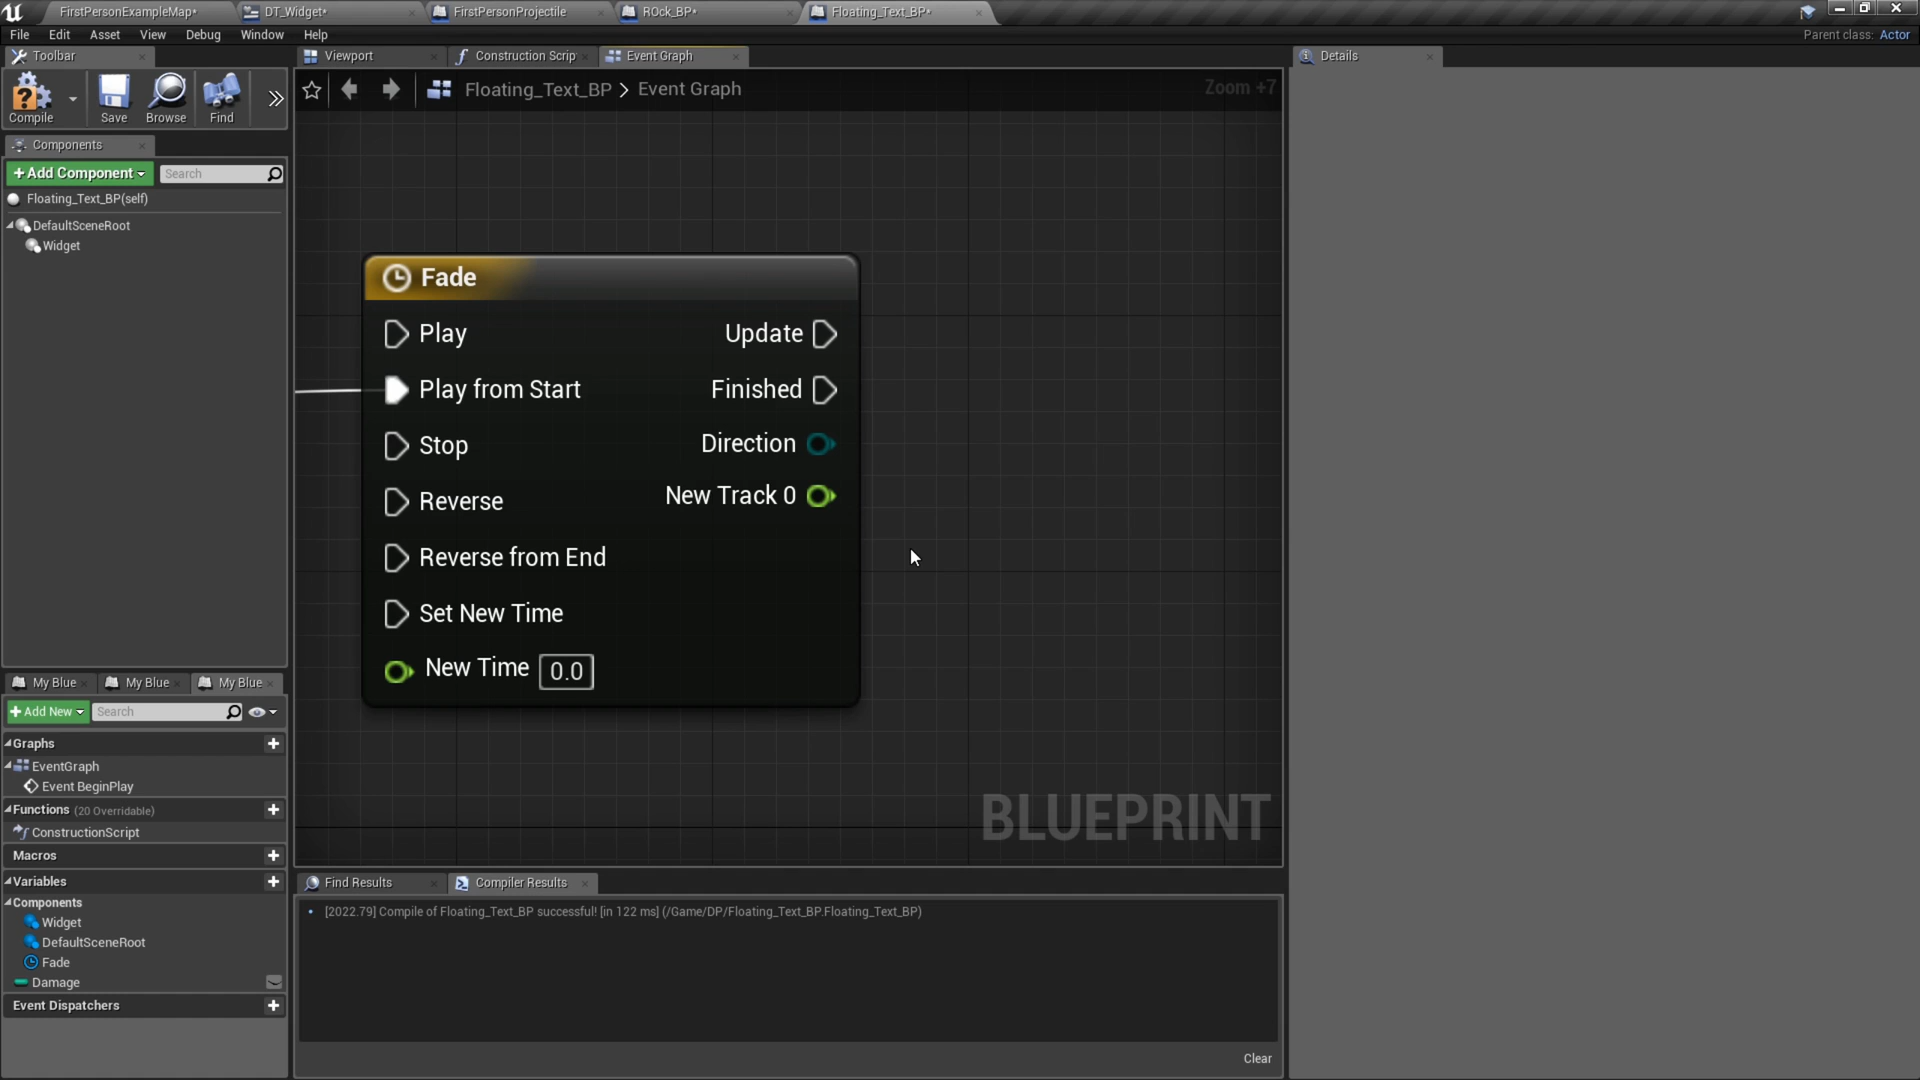 FirstPersonExampleMap*
DT_Widget*
FirstPersonProjectile
ROck_BP*
Floating_Text_BP*
File Edit Asset View Debug Window Help
Parent class: Actor
Toolbar
Viewport
Construction Scrip
Event Graph
Details
Compile
Save
Browse
Find
Floating_Text_BP > Event Graph
Zoom +7
Components
+Add Component
Search
Floating_Text_BP(self)
DefaultSceneRoot
Widget
Fade
Play
Update
Play from Start
Finished
Stop
Direction
Reverse
New Track 0
Reverse from End
Set New Time
New Time 0.0
BLUEPRINT
My Blue
My Blue
My Blue
+Add New
Search
Graphs
EventGraph
Event BeginPlay
Functions (20 Overridable)
ConstructionScript
Macros
Variables
Components
Widget
DefaultSceneRoot
Fade
Damage
Event Dispatchers
Find Results
Compiler Results
[2022.79] Compile of Floating_Text_BP successful! [in 122 ms] (/Game/DP/Floating_Text_BP.Floating_Text_BP)
Clear